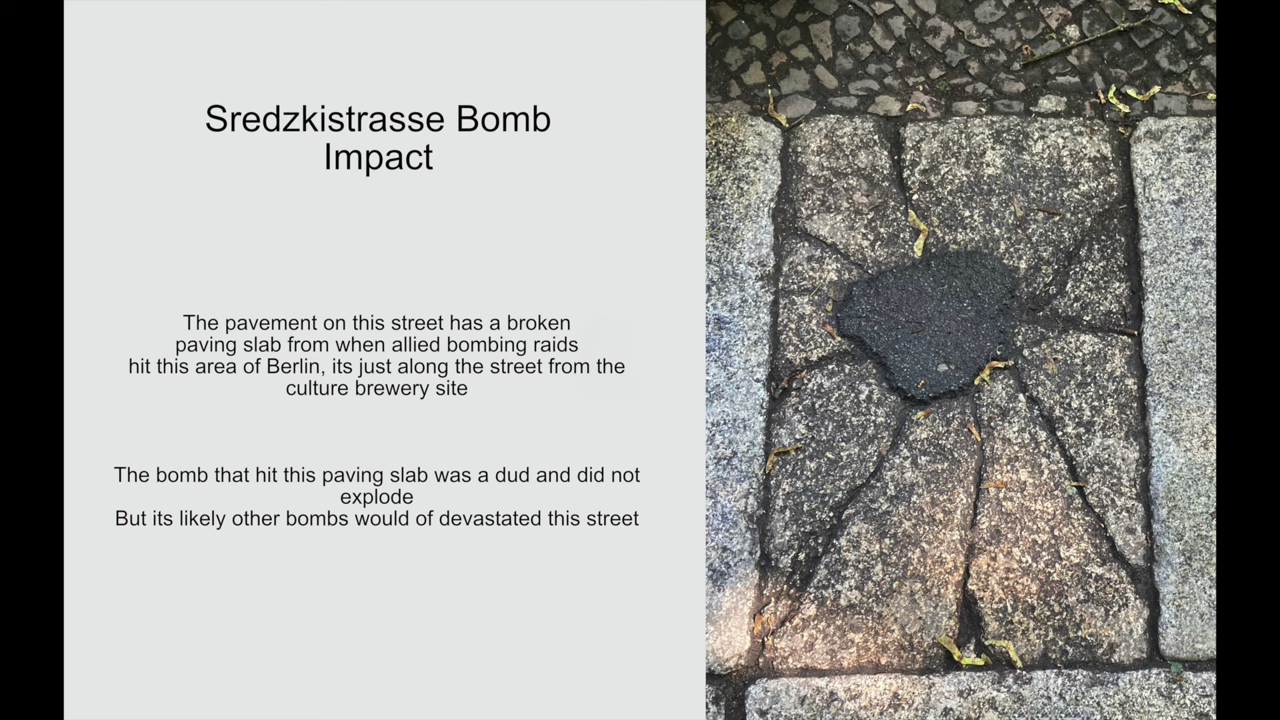 Sredzkistrasse Bomb
Impact
The pavement on this street has a broken
paving slab from when allied bombing raids
hit this area of Berlin, its just along the street from the
culture brewery site
The bomb that hit this paving slab was a dud and did not
explode
But its likely other bombs would of devastated this street